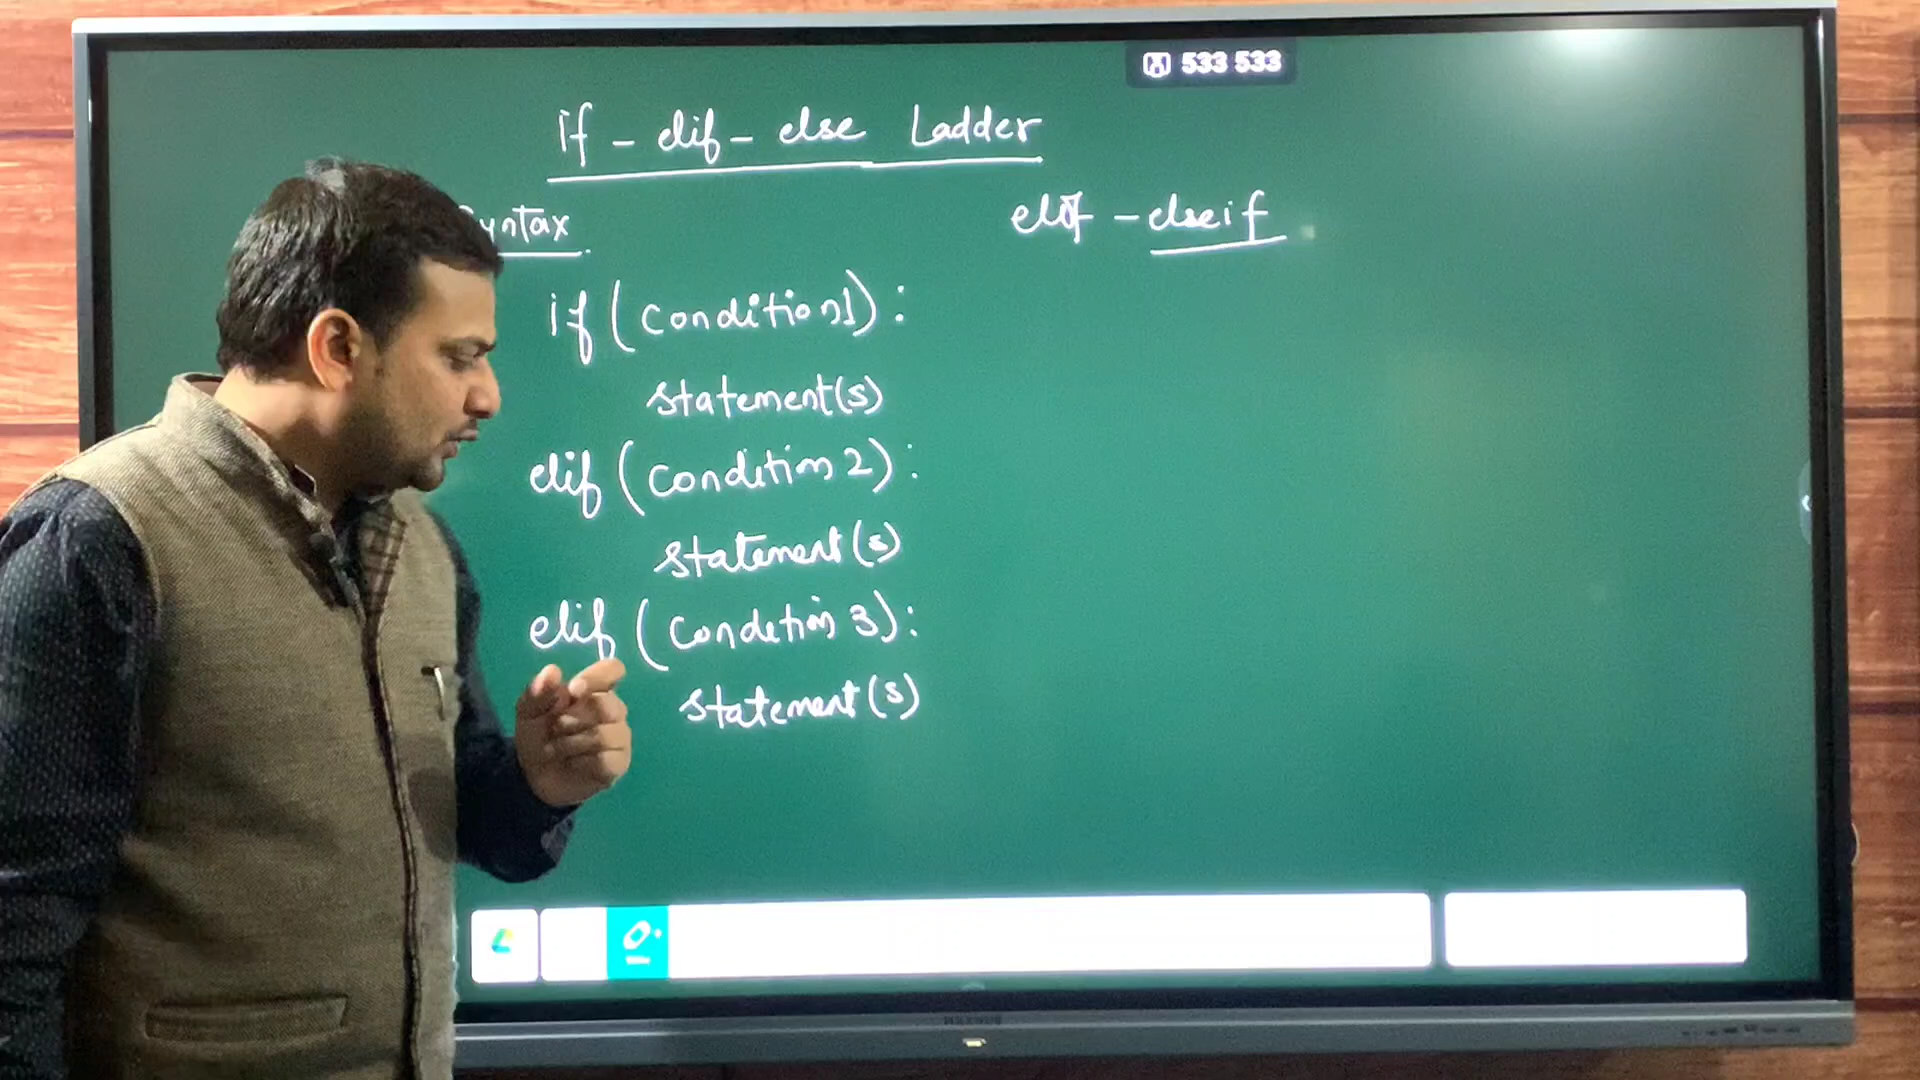 533 533
if - elif - else Ladder
Syntax
elif - elseif
if (Condition1):
statement(s)
elif (Condition 2):
statement(s)
elif (Condition 3):
statement(s)